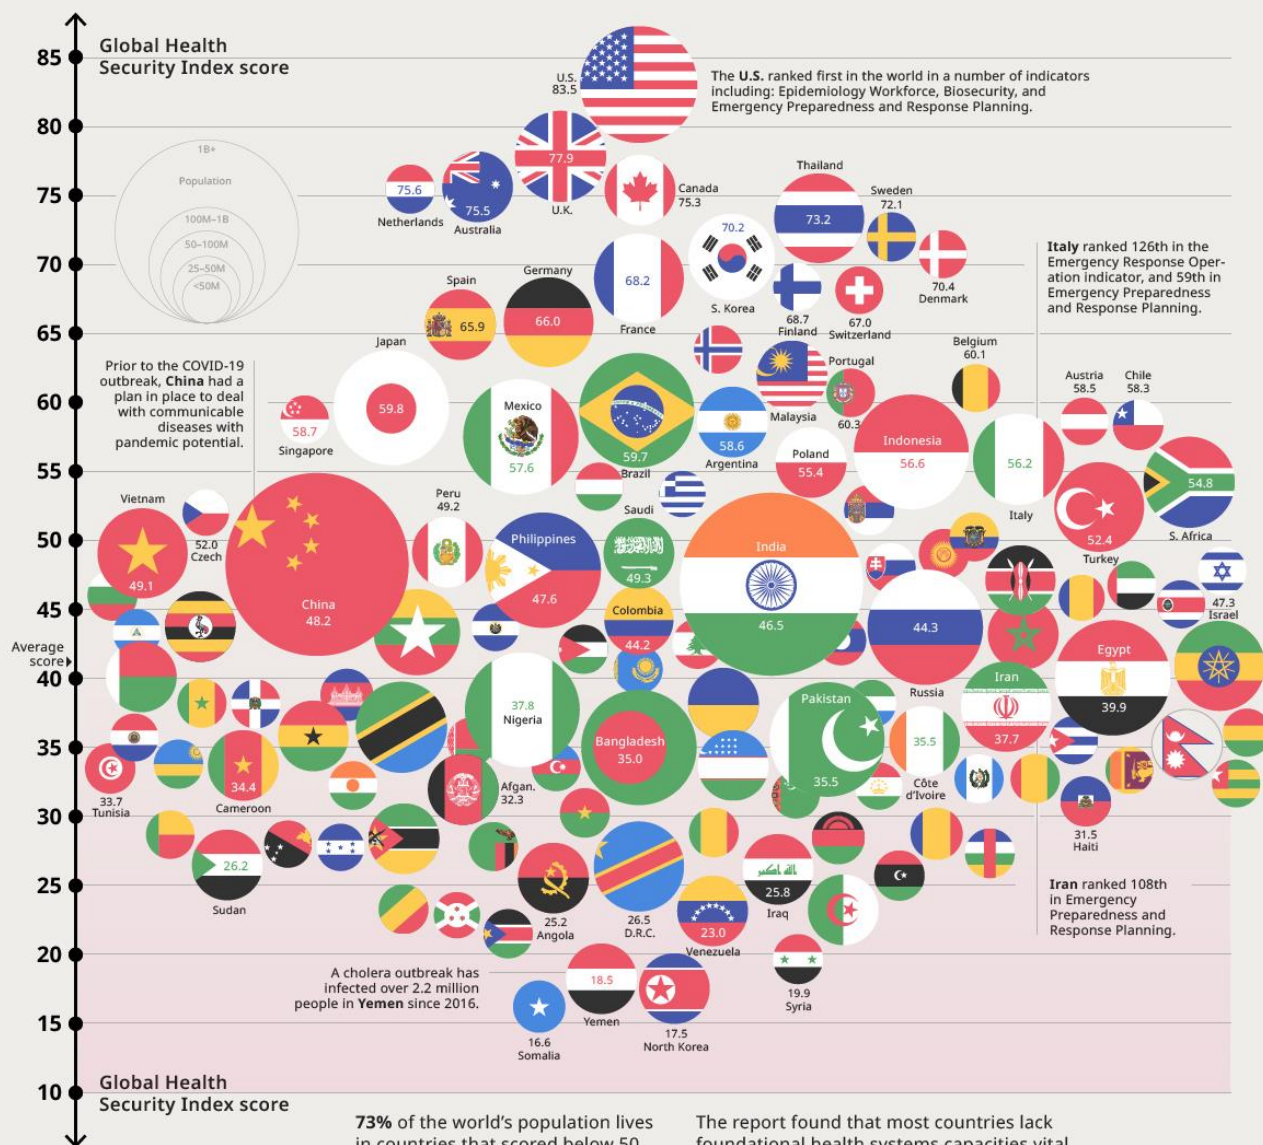 Global Health
Security Index score
85
U.S.
83.5
The U.S. ranked first in the world in a number of indicators
including: Epidemiology Workforce, Biosecurity, and
Emergency Preparedness and Response Planning.
80
1B+
Population
100M–1B
50–100M
25–50M
<50M
77.9
U.K.
75.6
Netherlands
75.5
Australia
Canada
75.3
Thailand
73.2
Sweden
72.1
75
70.2
S. Korea
70.4
Denmark
70
Italy ranked 126th in the
Emergency Response Oper-
ation indicator, and 59th in
Emergency Preparedness
and Response Planning.
Spain
65.9
Germany
66.0
68.2
France
68.7
Finland
67.0
Switzerland
65
Prior to the COVID-19
outbreak, China had a
plan in place to deal
with communicable
diseases with
pandemic potential.
Japan
59.8
58.7
Singapore
Mexico
57.6
59.7
Brazil
58.6
Argentina
Malaysia
Portugal
60.3
Belgium
60.1
Austria
58.5
Chile
58.3
60
Poland
55.4
Indonesia
56.6
56.2
Italy
54.8
S. Africa
55
Vietnam
49.1
52.0
Czech
China
48.2
Peru
49.2
Philippines
47.6
Saudi
49.3
India
46.5
52.4
Turkey
50
47.3
Israel
45
Colombia
44.2
44.3
Russia
Average
score
Egypt
39.9
40
37.8
Nigeria
Bangladesh
35.0
Pakistan
35.5
35.5
Côte
d’Ivoire
Iran
37.7
35
33.7
Tunisia
34.4
Cameroon
Afgan.
32.3
31.5
Haiti
30
26.2
Sudan
25.2
Angola
26.5
D.R.C.
23.0
Venezuela
25.8
Iraq
25
Iran ranked 108th
in Emergency
Preparedness and
Response Planning.
20
A cholera outbreak has
infected over 2.2 million
people in Yemen since 2016.
18.5
Yemen
16.6
Somalia
17.5
North Korea
19.9
Syria
15
10
Global Health
Security Index score
73% of the world’s population lives
in countries that scored below 50
The report found that most countries lack
foundational health systems capacities vital